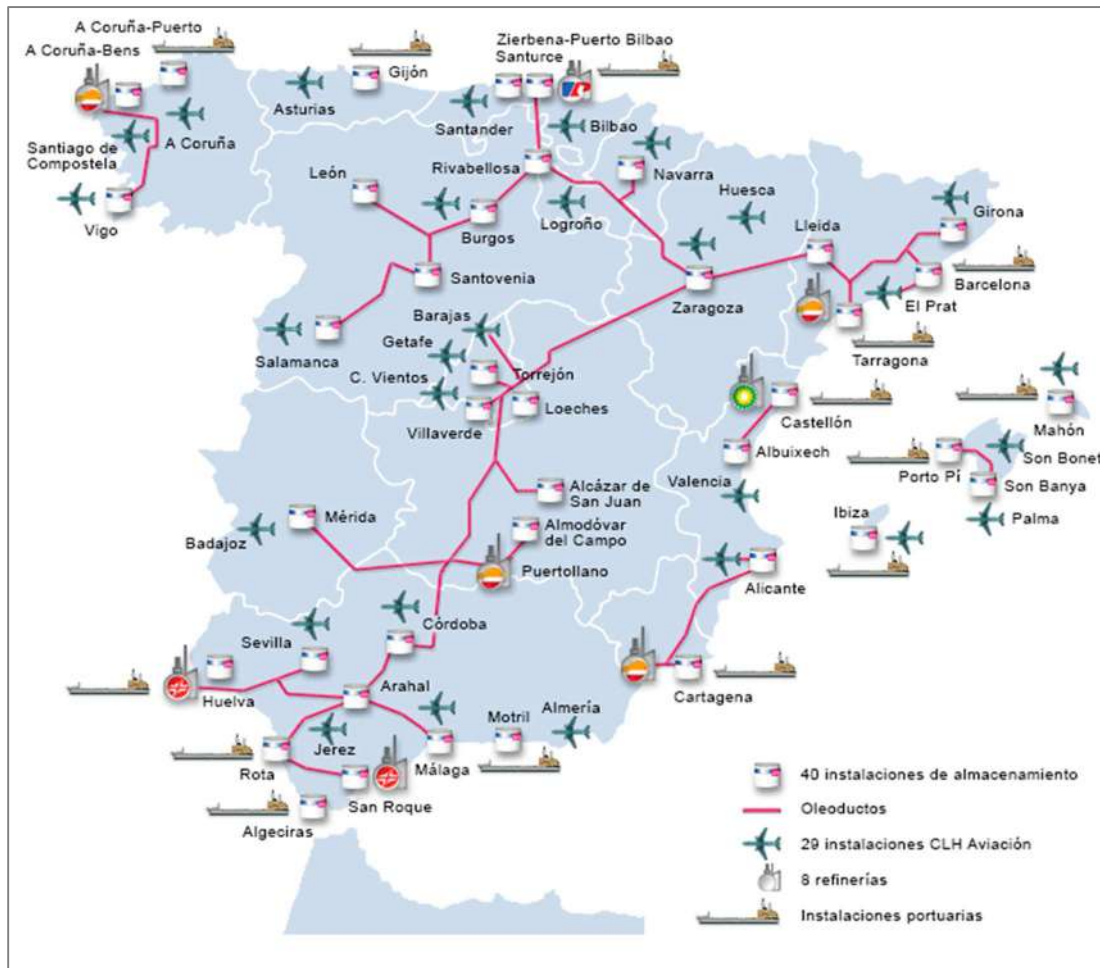 A Coruña-Puerto
A Coruña-Bens
Gijón
Zierbena-Puerto Bilbao
Santurce
Asturias
Santander
Bilbao
Santiago de
Compostela
A Coruña
Vigo
León
Rivabellosa
Navarra
Huesca
Burgos
Logroño
Lleida
Girona
Santovenia
Zaragoza
El Prat
Barcelona
Tarragona
Salamanca
Barajas
Getafe
C. Vientos
Torrejón
Loeches
Villaverde
Castellón
Albuixech
Mahón
Son Bonet
Porto Pí
Son Banya
Palma
Valencia
Ibiza
Alcázar de
San Juan
Mérida
Badajoz
Almodóvar
del Campo
Puertollano
Alicante
Córdoba
Sevilla
Huelva
Arahal
Cartagena
Motril
Almería
Jerez
Rota
Málaga
San Roque
Algeciras
40 instalaciones de almacenamiento
Oleoductos
29 instalaciones CLH Aviación
8 refinerías
Instalaciones portuarias